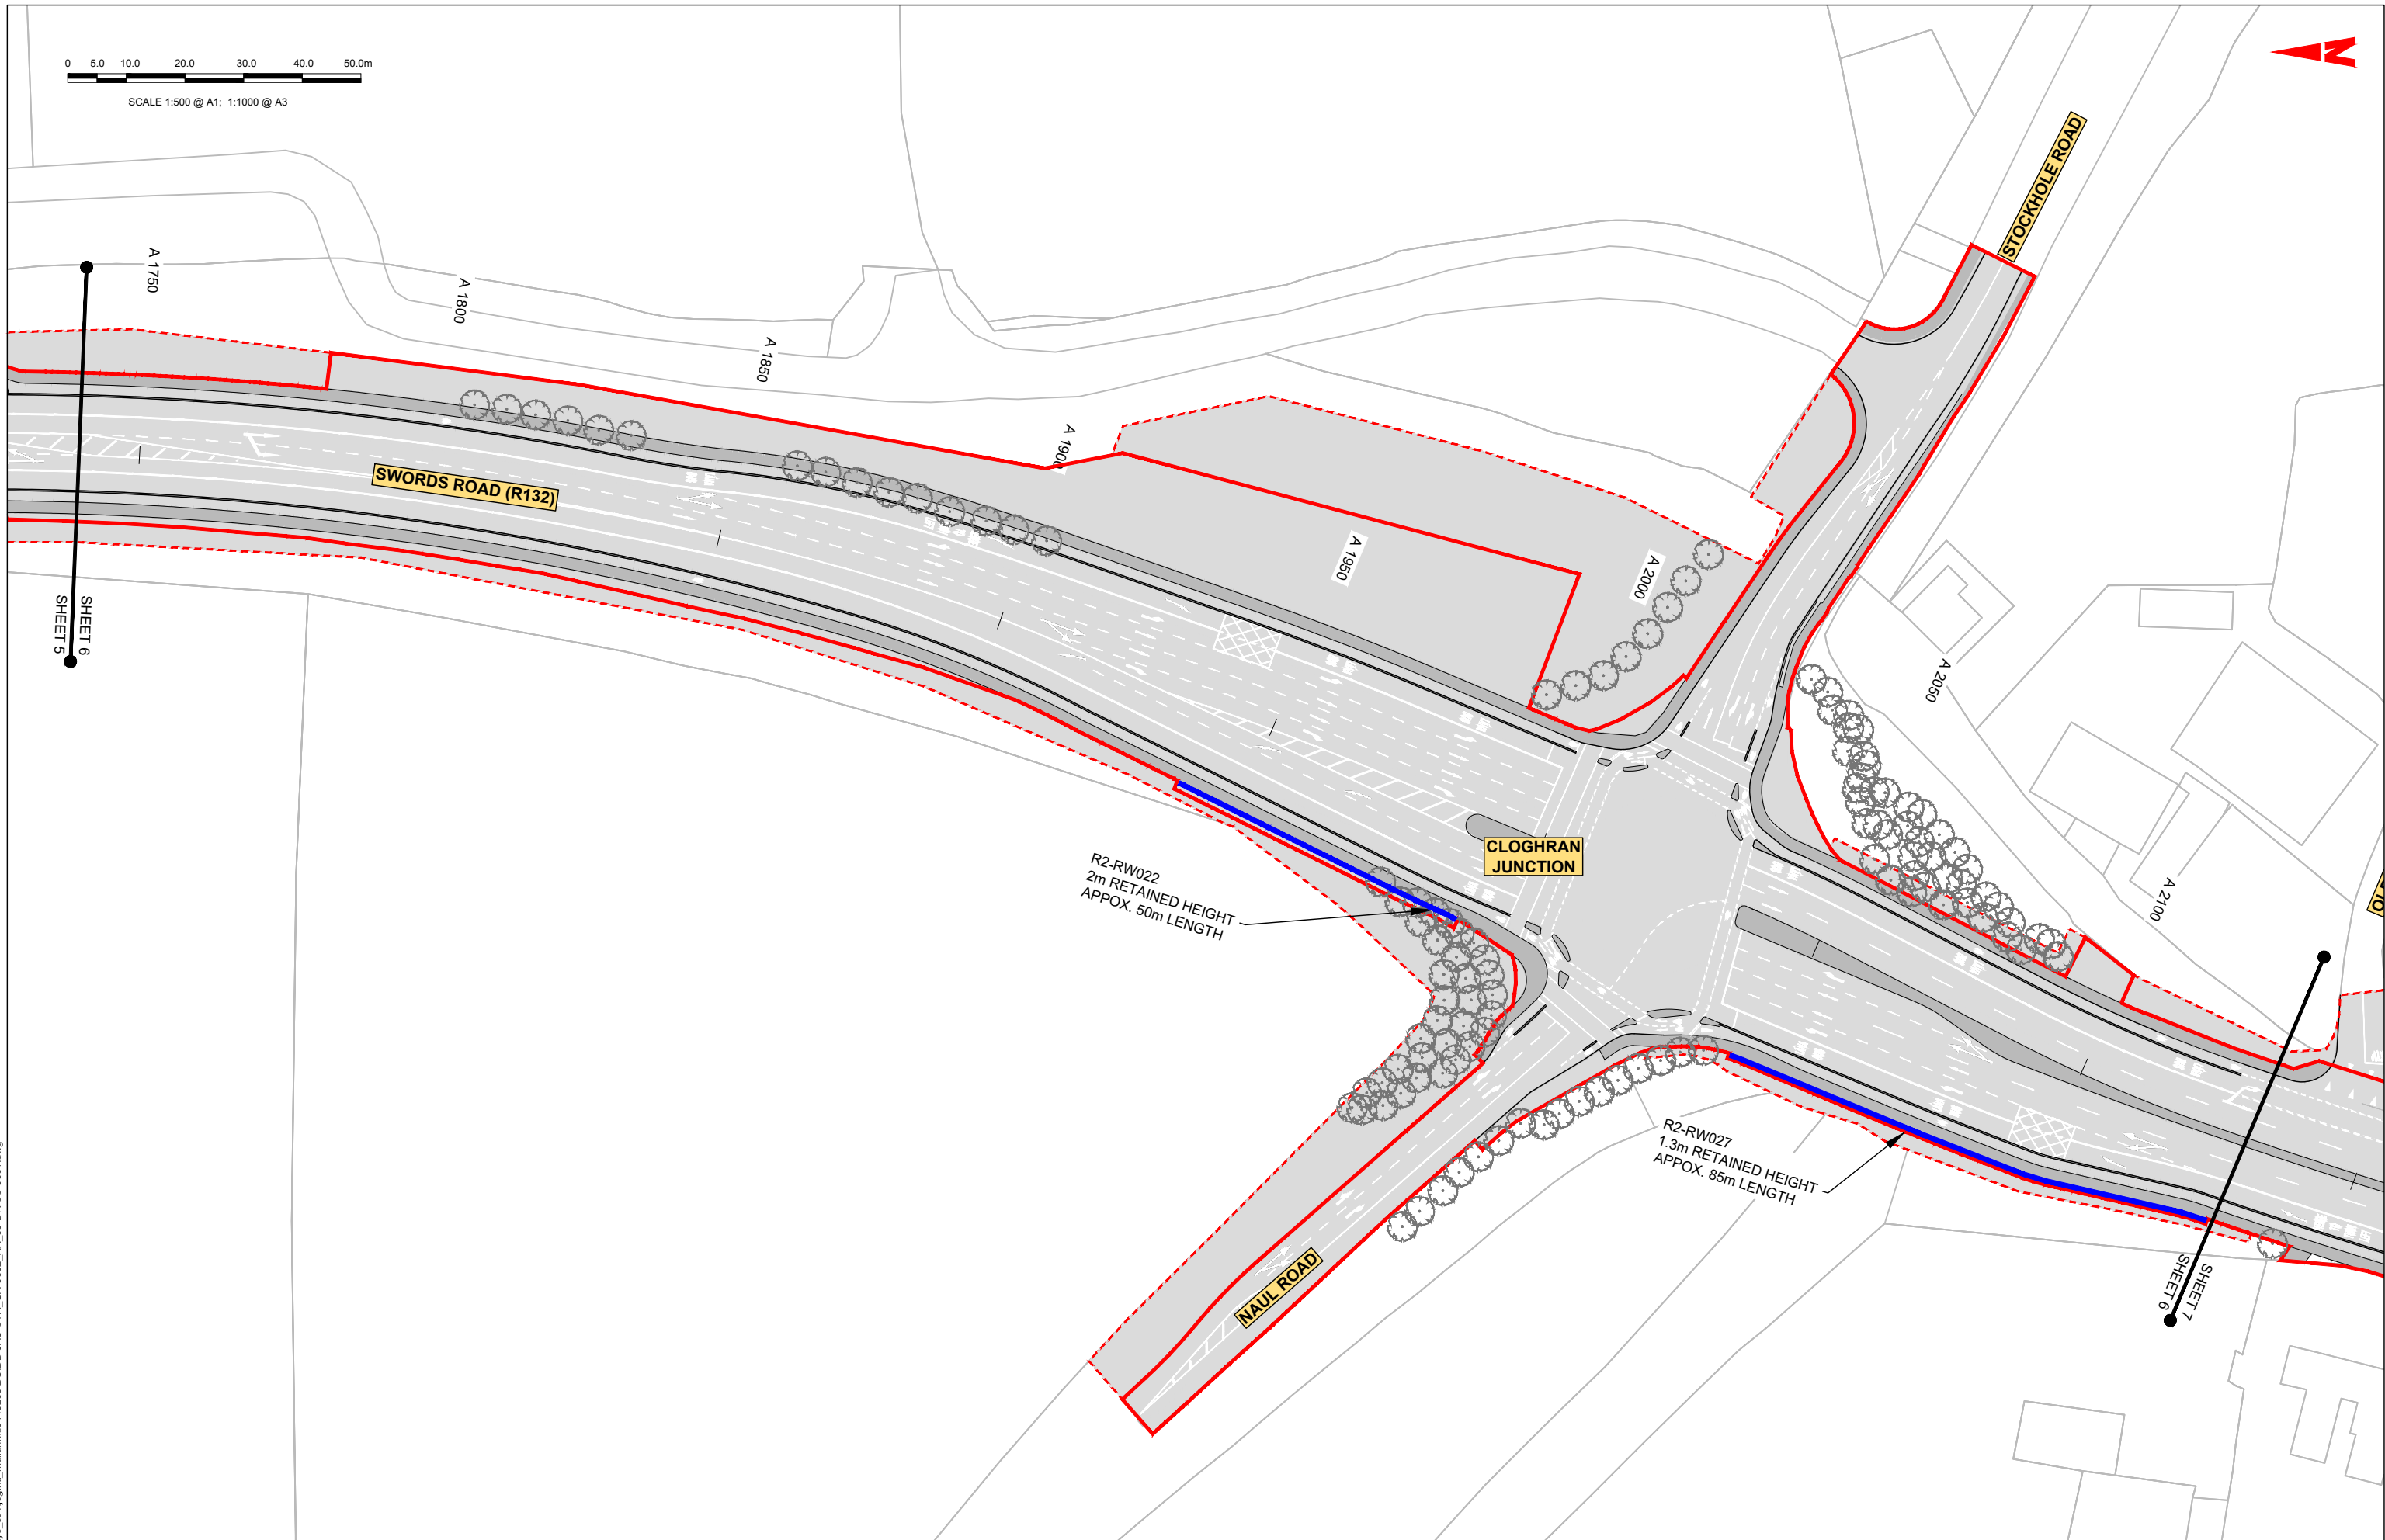 0 5.0 10.0 20.0 30.0 40.0 50.0m
SCALE 1:500 @ A1; 1:1000 @ A3
N
STOCKHOLE ROAD
A 1750
A 1800
A 1850
A 1900
A 1950
A 2000
A 2050
A 2100
SWORDS ROAD (R132)
SHEET 6
SHEET 5
CLOGHRAN
JUNCTION
R2-RW022
2m RETAINED HEIGHT
APPOX. 50m LENGTH
R2-RW027
1.3m RETAINED HEIGHT
APPOX. 85m LENGTH
NAUL ROAD
SHEET 7
SHEET 6